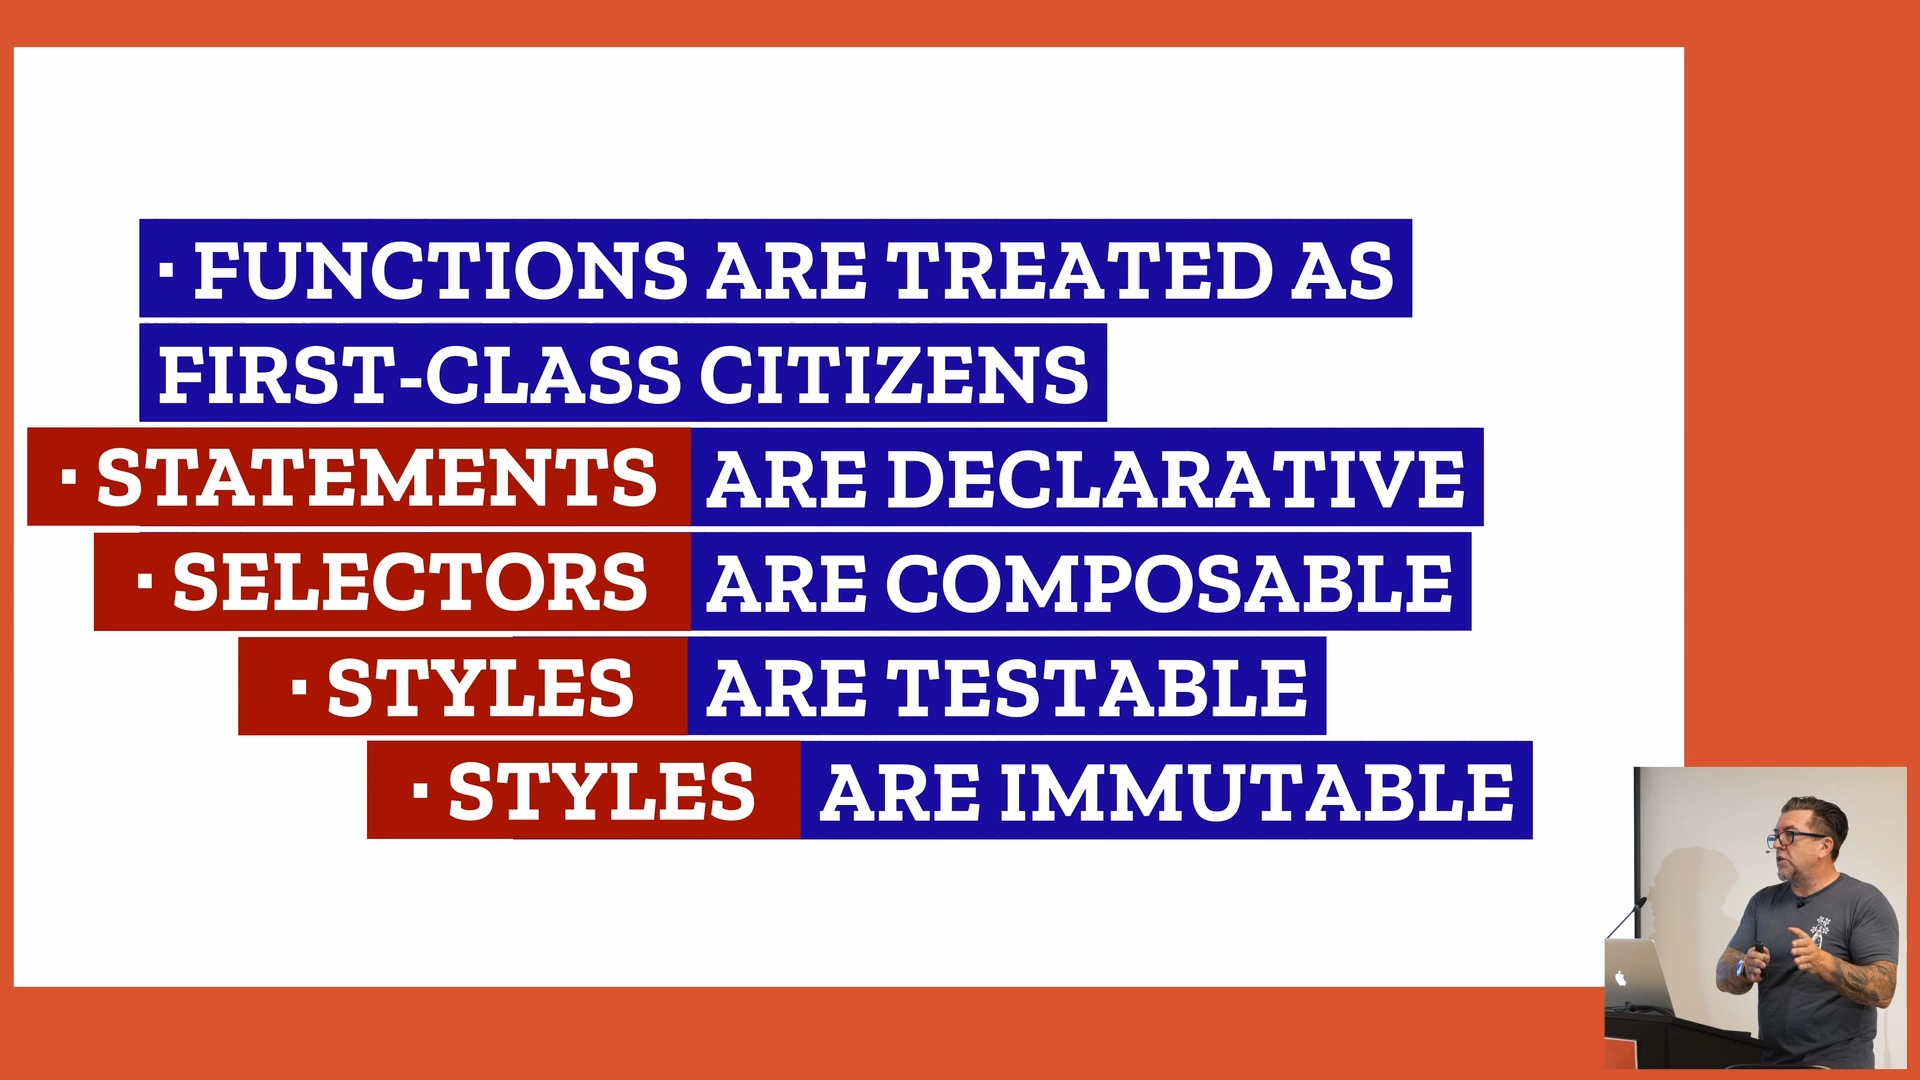 · FUNCTIONS ARE TREATED AS
FIRST-CLASS CITIZENS
· STATEMENTS ARE DECLARATIVE
· SELECTORS ARE COMPOSABLE
· STYLES ARE TESTABLE
· STYLES ARE IMMUTABLE